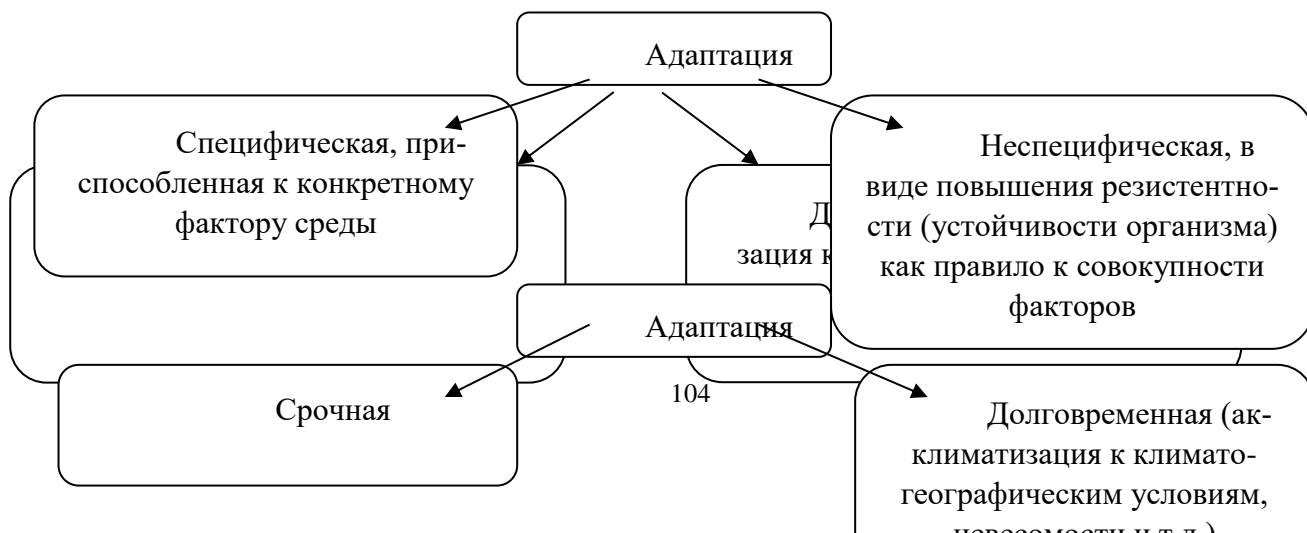 Адаптация
Специфическая, при-
способленная к конкретному
фактору среды
Неспецифическая, в
виде повышения резистентно-
сти (устойчивости организма)
как правило к совокупности
факторов
Д
зация к
Адаптация
104
Срочная
Долговременная (ак-
климатизация к климато-
географическим условиям,
невесомости и т.д.)